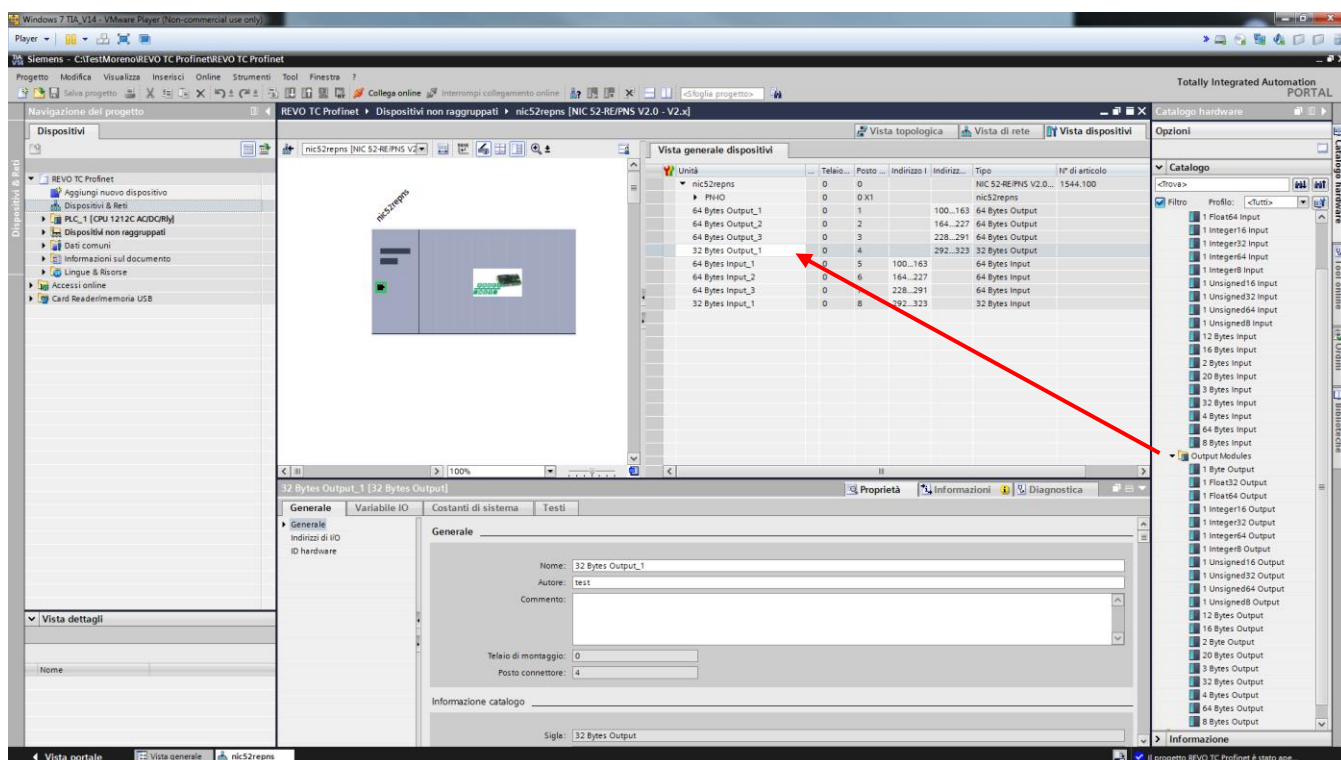 Windows 7 TIA_V14 - VMware Player (Non-commercial use only)
Player
Siemens - C:\TestMoreno\REVO TC Profinet\REVO TC Profinet
Progetto Modifica Visualizza Inserisci Online Strumenti Tool Finestra ?
Salva progetto Collega online Interrompi collegamento online <Sfoglia progetto>
Totally Integrated Automation
PORTAL
Navigazione del progetto
REVO TC Profinet Dispositivi non raggruppati nic52repns [NIC 52-RE/PNS V2.0 - V2.x]
Catalogo hardware
Dispositivi
Vista topologica Vista di rete Vista dispositivi
Opzioni
nic52repns [NIC 52-RE/PNS V2
Vista generale dispositivi
Dispositivi & Reti
REVO TC Profinet
Aggiungi nuovo dispositivo
Dispositivi & Reti
PLC_1 [CPU 1212C AC/DC/Rly]
Dispositivi non raggruppati
Dati comuni
Informazioni sul documento
Lingue & Risorse
Accessi online
Card Reader/memoria USB
nic52repns
Unità ... Telaio... Posto ... Indirizzo I Indirizz... Tipo N° di articolo
nic52repns 0 0 NIC 52-RE/PNS V2.0... 1544.100
PN-IO 0 0 X1 nic52repns
64 Bytes Output_1 0 1 100...163 64 Bytes Output
64 Bytes Output_2 0 2 164...227 64 Bytes Output
64 Bytes Output_3 0 3 228...291 64 Bytes Output
32 Bytes Output_1 0 4 292...323 32 Bytes Output
64 Bytes Input_1 0 5 100...163 64 Bytes Input
64 Bytes Input_2 0 6 164...227 64 Bytes Input
64 Bytes Input_3 0 228...291 64 Bytes Input
32 Bytes Input_1 0 8 292...323 32 Bytes Input
100%
Catalogo
<Trova>
Filtro Profilo: <Tutti>
1 Float64 Input
1 Integer16 Input
1 Integer32 Input
1 Integer64 Input
1 Integer8 Input
1 Unsigned16 Input
1 Unsigned32 Input
1 Unsigned64 Input
1 Unsigned8 Input
12 Bytes Input
16 Bytes Input
2 Bytes Input
20 Bytes Input
3 Bytes Input
32 Bytes Input
4 Bytes Input
64 Bytes Input
8 Bytes Input
Output Modules
1 Byte Output
1 Float32 Output
1 Float64 Output
1 Integer16 Output
1 Integer32 Output
1 Integer64 Output
1 Integer8 Output
1 Unsigned16 Output
1 Unsigned32 Output
1 Unsigned64 Output
1 Unsigned8 Output
12 Bytes Output
16 Bytes Output
2 Byte Output
20 Bytes Output
3 Bytes Output
32 Bytes Output
4 Bytes Output
64 Bytes Output
8 Bytes Output
Informazione
Catalogo hardware
Tool online
Ordini
Biblioteche
32 Bytes Output_1 [32 Bytes Output]
Proprietà Informazioni Diagnostica
Generale Variabile IO Costanti di sistema Testi
Generale
Indirizzi di I/O
ID hardware
Generale
Nome: 32 Bytes Output_1
Autore: test
Commento:
Telaio di montaggio: 0
Posto connettore: 4
Informazione catalogo
Sigla: 32 Bytes Output
Vista dettagli
Nome
Vista portale Vista generale nic52repns
Il progetto REVO TC Profinet è stato ape...